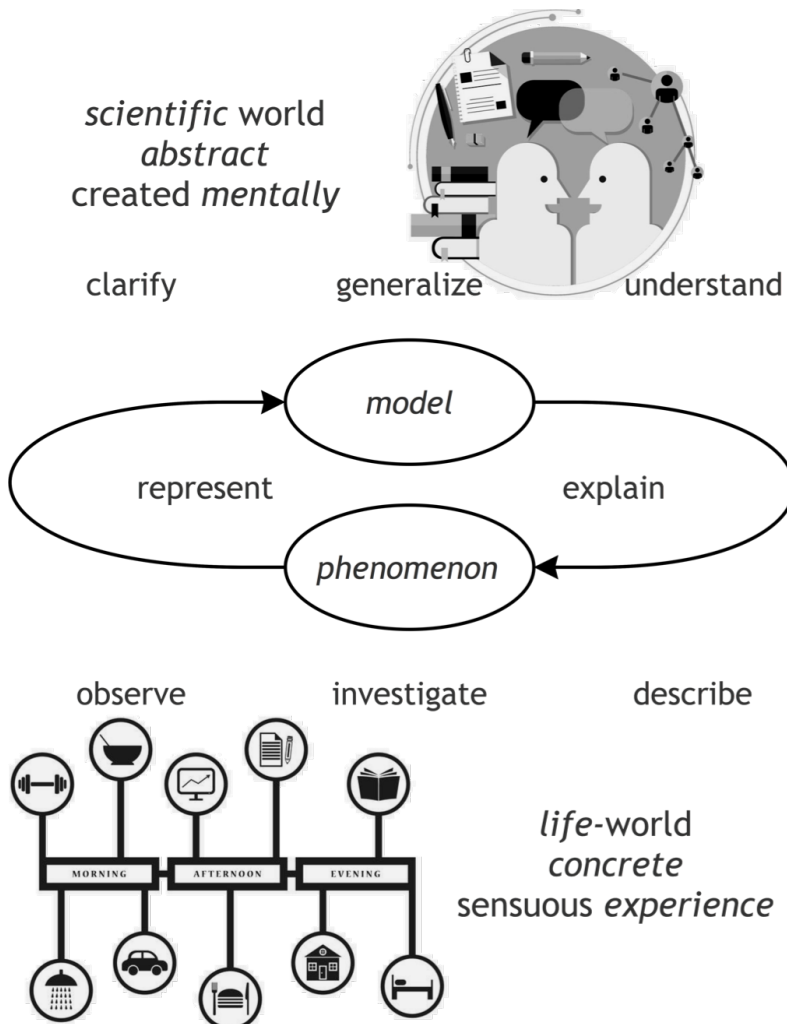 scientific world
abstract
created mentally
clarify generalize understand
model
represent explain
phenomenon
observe investigate describe
MORNING AFTERNOON EVENING
life-world
concrete
sensuous experience